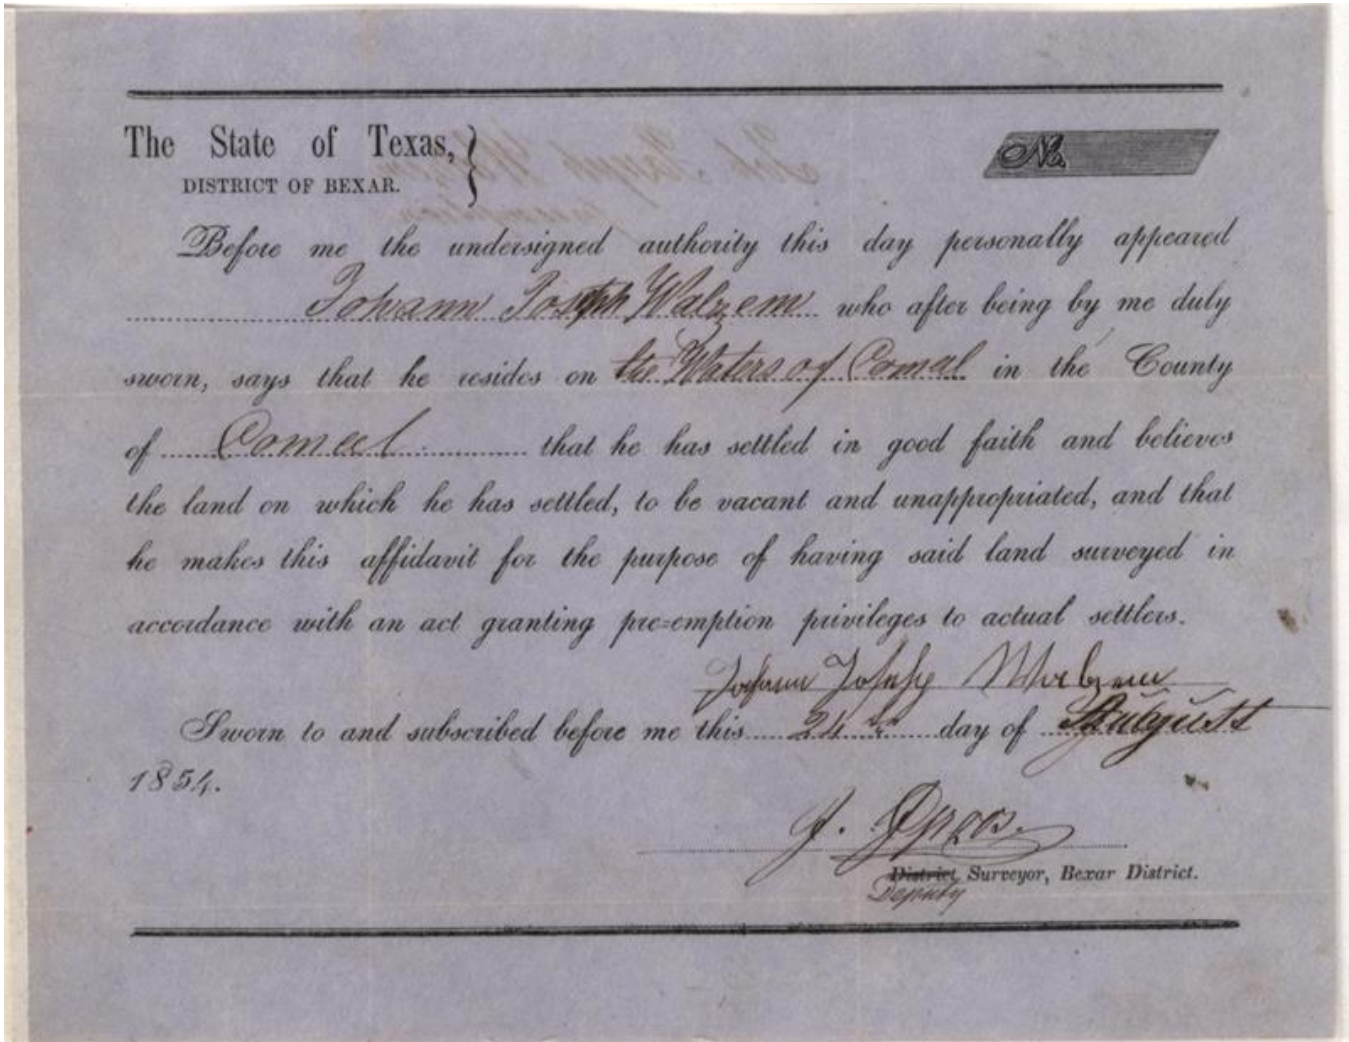 The State of Texas,
DISTRICT OF BEXAR.
No.
Before me the undersigned authority this day personally appeared
Johann Joseph Walzem who after being by me duly
sworn, says that he resides on the Waters of Comal in the County
of Comal that he has settled in good faith and believes
the land on which he has settled, to be vacant and unappropriated, and that
he makes this affidavit for the purpose of having said land surveyed in
accordance with an act granting pre=emption privileges to actual settlers.
Johann Joseph Walzem
Sworn to and subscribed before me this 24th day of August
1854.
J.
District Surveyor, Bexar District.
Deputy